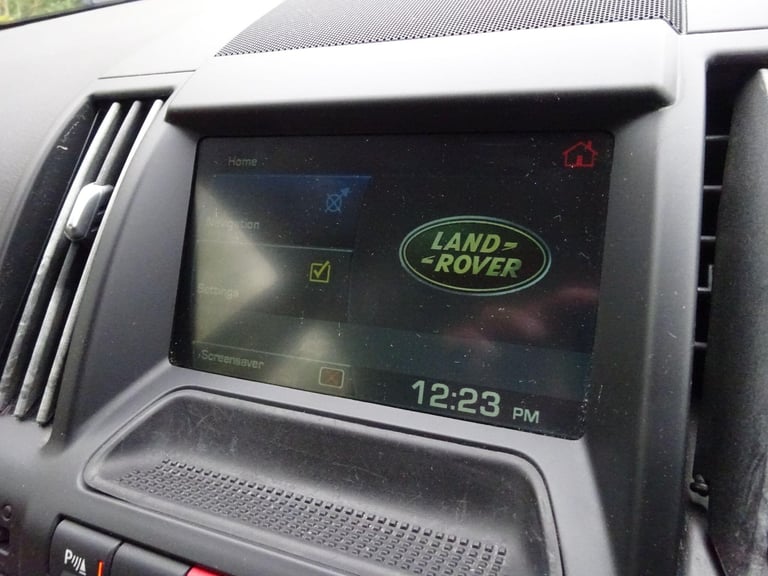 Home
Navigation
LAND
ROVER
Settings
Screensaver
12:23 PM
P